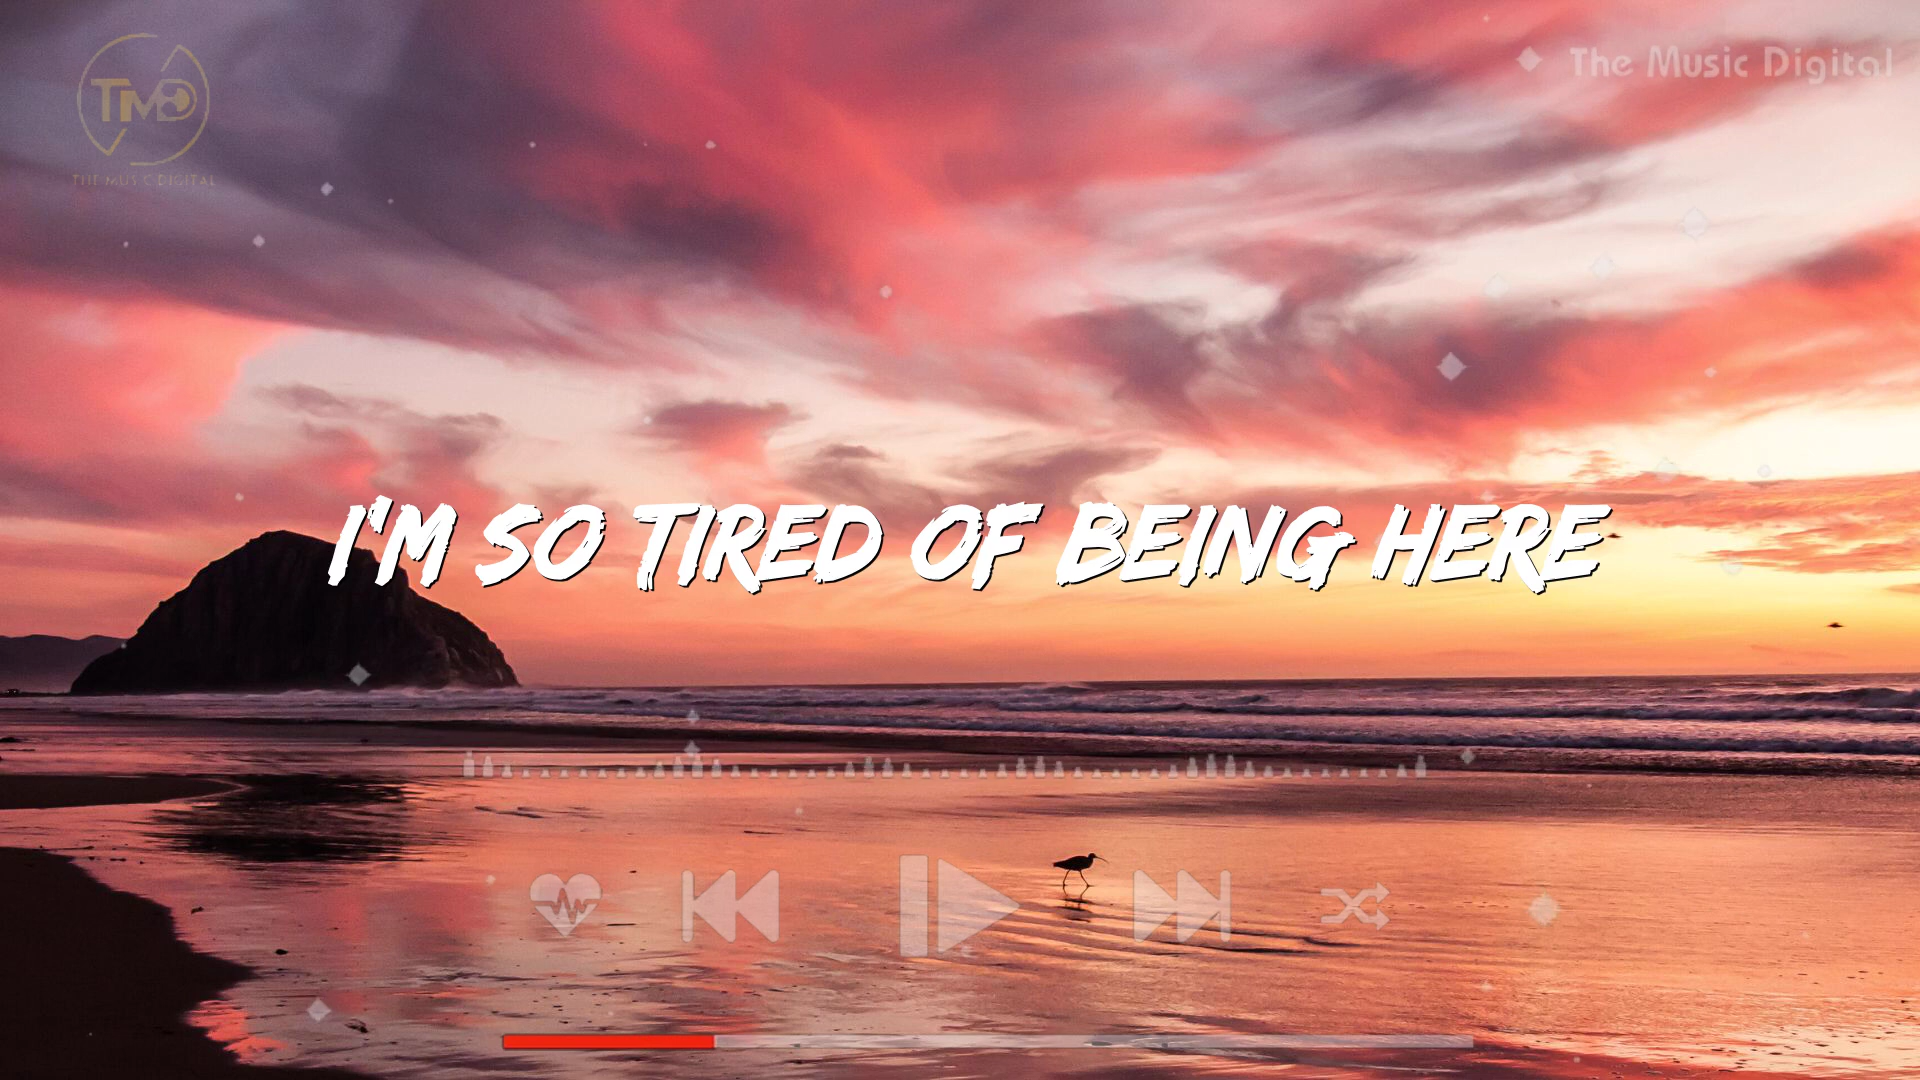 TMD
THE MUSIC DIGITAL
The Music Digital
I'M SO TIRED OF BEING HERE